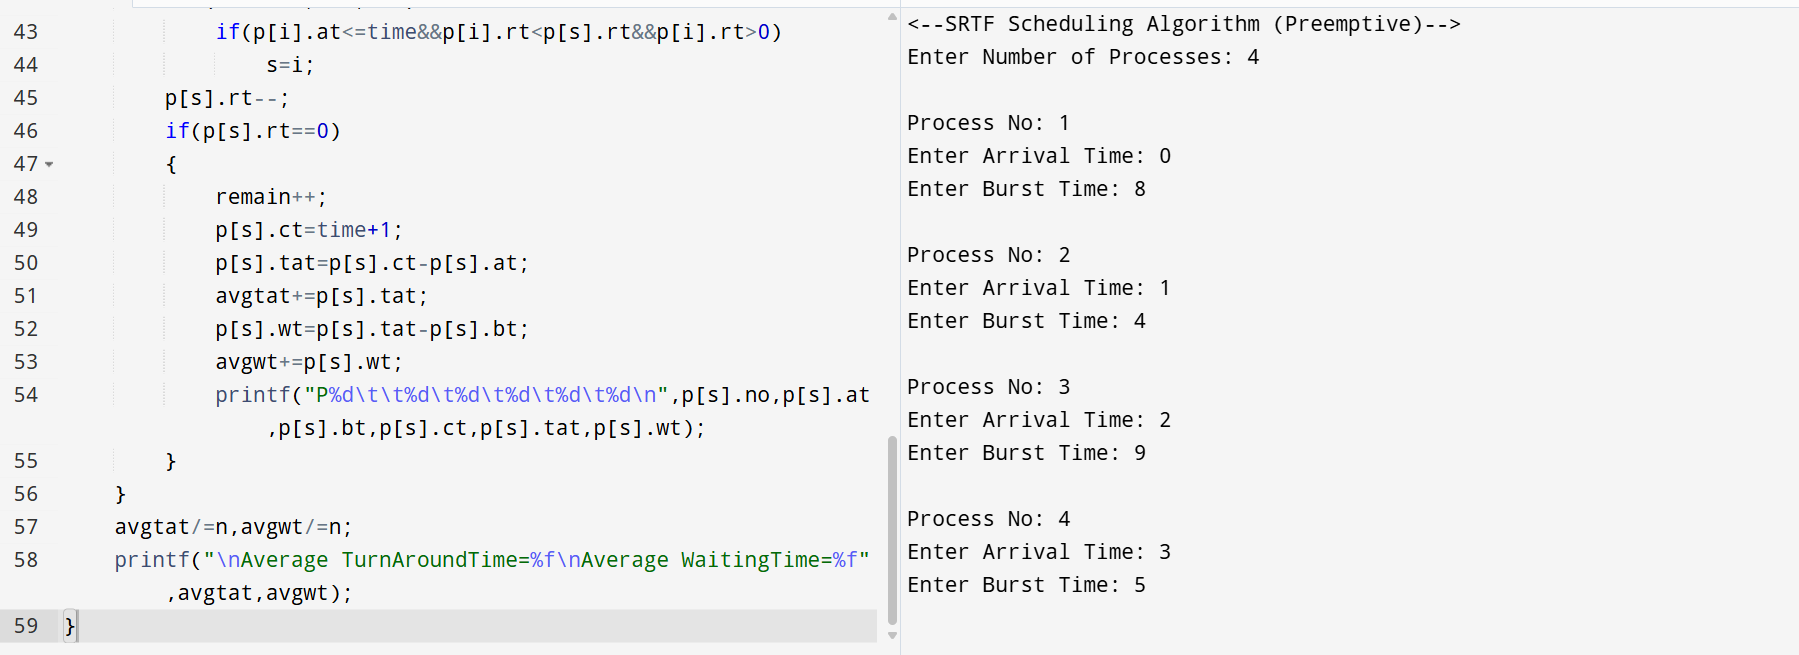 43 if(p[i].at<=time&&p[i].rt<p[s].rt&&p[i].rt>0)
44 s=i;
45 p[s].rt--;
46 if(p[s].rt==0)
47 {
48 remain++;
49 p[s].ct=time+1;
50 p[s].tat=p[s].ct-p[s].at;
51 avgtat+=p[s].tat;
52 p[s].wt=p[s].tat-p[s].bt;
53 avgwt+=p[s].wt;
54 printf("P%d\t\t%d\t%d\t%d\t%d\t%d\n",p[s].no,p[s].at
,p[s].bt,p[s].ct,p[s].tat,p[s].wt);
55 }
56 }
57 avgtat/=n,avgwt/=n;
58 printf("\nAverage TurnAroundTime=%f\nAverage WaitingTime=%f"
,avgtat,avgwt);
59 }
<--SRTF Scheduling Algorithm (Preemptive)-->
Enter Number of Processes: 4
Process No: 1
Enter Arrival Time: 0
Enter Burst Time: 8
Process No: 2
Enter Arrival Time: 1
Enter Burst Time: 4
Process No: 3
Enter Arrival Time: 2
Enter Burst Time: 9
Process No: 4
Enter Arrival Time: 3
Enter Burst Time: 5